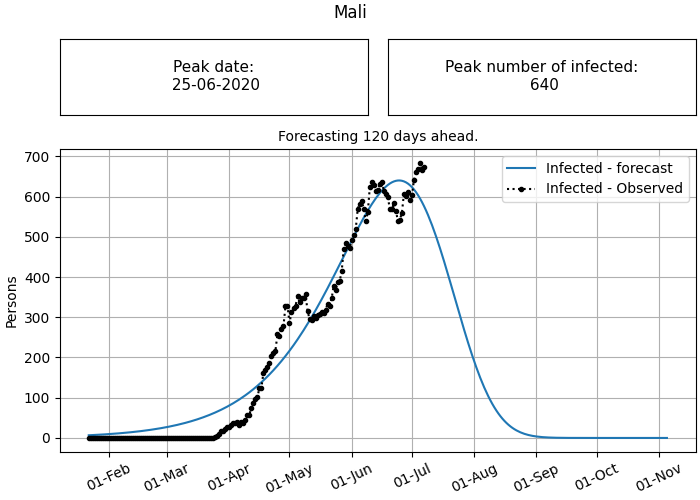 Mali
Peak date:
25-06-2020
Peak number of infected:
640
Forecasting 120 days ahead.
Infected - forecast
Infected - Observed
Persons
700
600
500
400
300
200
100
0
01-Feb
01-Mar
01-Apr
01-May
01-Jun
01-Jul
01-Aug
01-Sep
01-Oct
01-Nov